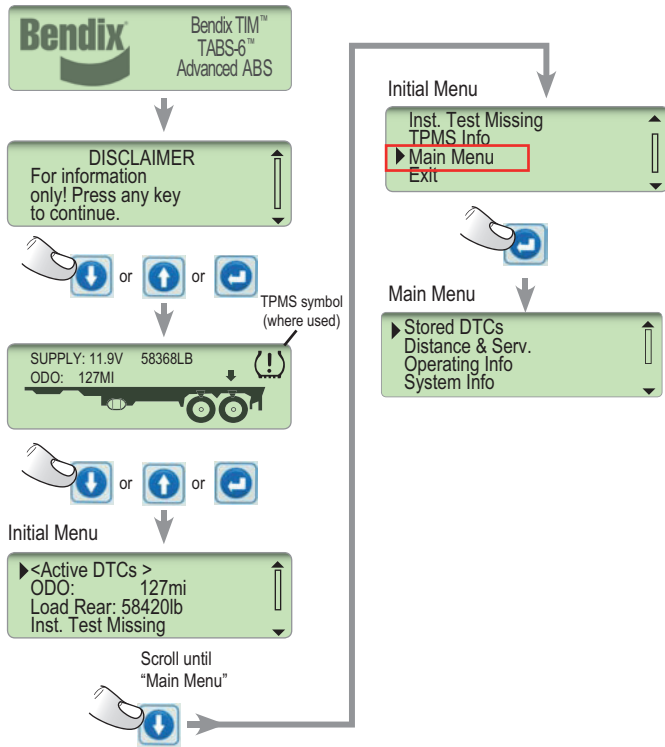 Bendix
Bendix TIM™
TABS-6™
Advanced ABS
DISCLAIMER
For information
only! Press any key
to continue.
or
or
TPMS symbol
(where used)
SUPPLY: 11.9V 58368LB
ODO: 127MI
(!)
or
or
Initial Menu
<Active DTCs >
ODO: 127mi
Load Rear: 58420lb
Inst. Test Missing
Scroll until
“Main Menu”
Initial Menu
Inst. Test Missing
TPMS Info
Main Menu
Exit
Main Menu
Stored DTCs
Distance & Serv.
Operating Info
System Info